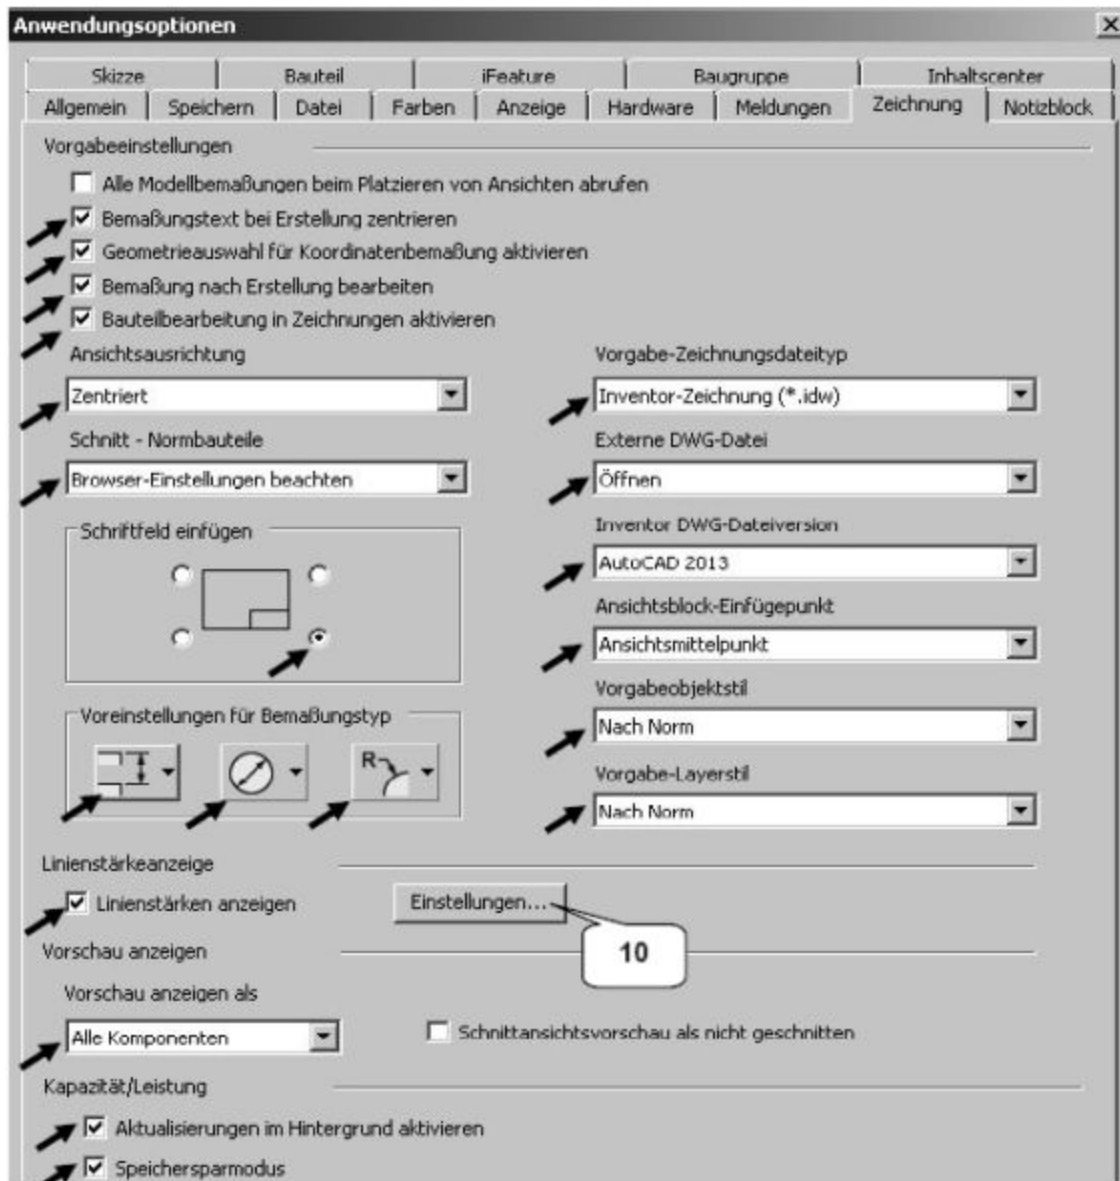 Anwendungsoptionen
Skizze Bauteil iFeature Baugruppe Inhaltscenter
Allgemein Speichern Datei Farben Anzeige Hardware Meldungen Zeichnung Notizblock
Vorgabeeinstellungen
Alle Modellbemaßungen beim Platzieren von Ansichten abrufen
Bemaßungstext bei Erstellung zentrieren
Geometrieauswahl für Koordinatenbemaßung aktivieren
Bemaßung nach Erstellung bearbeiten
Bauteilbearbeitung in Zeichnungen aktivieren
Ansichtsausrichtung
Zentriert
Schnitt - Normbauteile
Browser-Einstellungen beachten
Schriftfeld einfügen
Voreinstellungen für Bemaßungstyp
R
Vorgabe-Zeichnungsdateityp
Inventor-Zeichnung (*.idw)
Externe DWG-Datei
Öffnen
Inventor DWG-Dateiversion
AutoCAD 2013
Ansichtsblock-Einfügepunkt
Ansichtsmittelpunkt
Vorgabeobjektstil
Nach Norm
Vorgabe-Layerstil
Nach Norm
Linienstärkeanzeige
Linienstärken anzeigen Einstellungen...
10
Vorschau anzeigen
Vorschau anzeigen als
Alle Komponenten Schnittansichtsvorschau als nicht geschnitten
Kapazität/Leistung
Aktualisierungen im Hintergrund aktivieren
Speichersparmodus